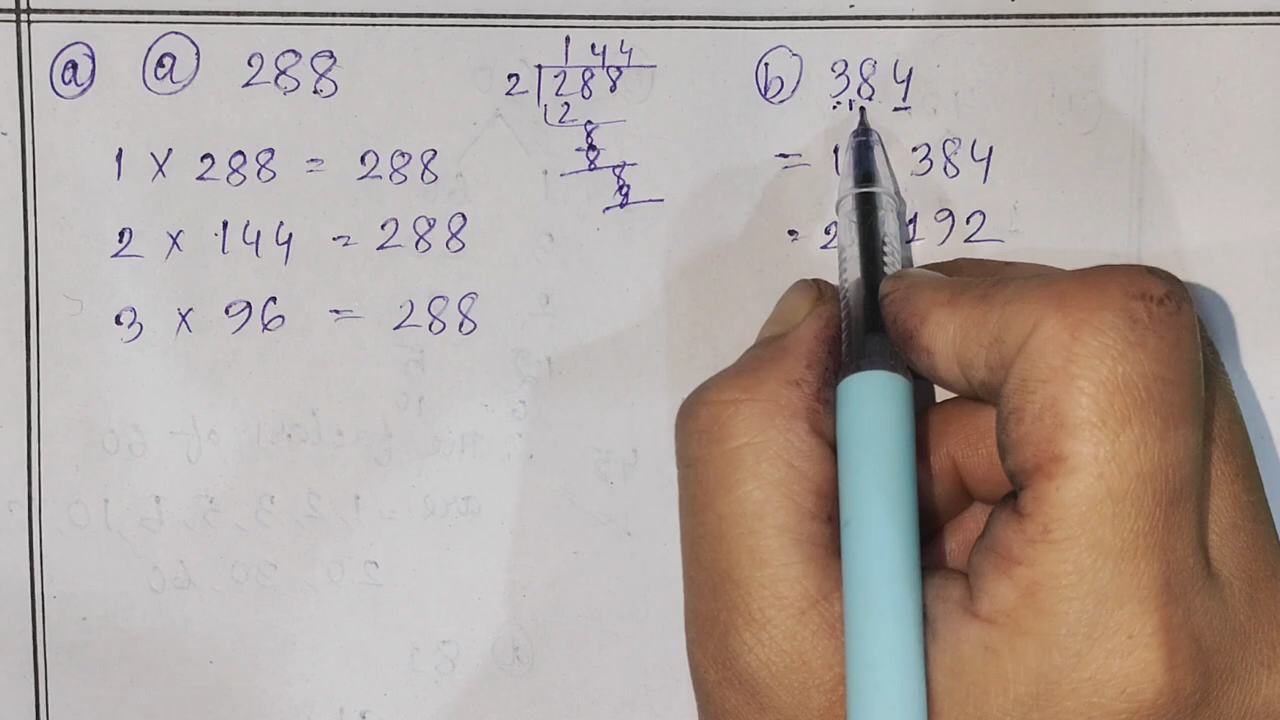 a a 288
1 × 288 = 288
2 × 144 = 288
3 × 96 = 288
144
2 288
2
8
8
8
8
b 384
= 1 384
= 2 192